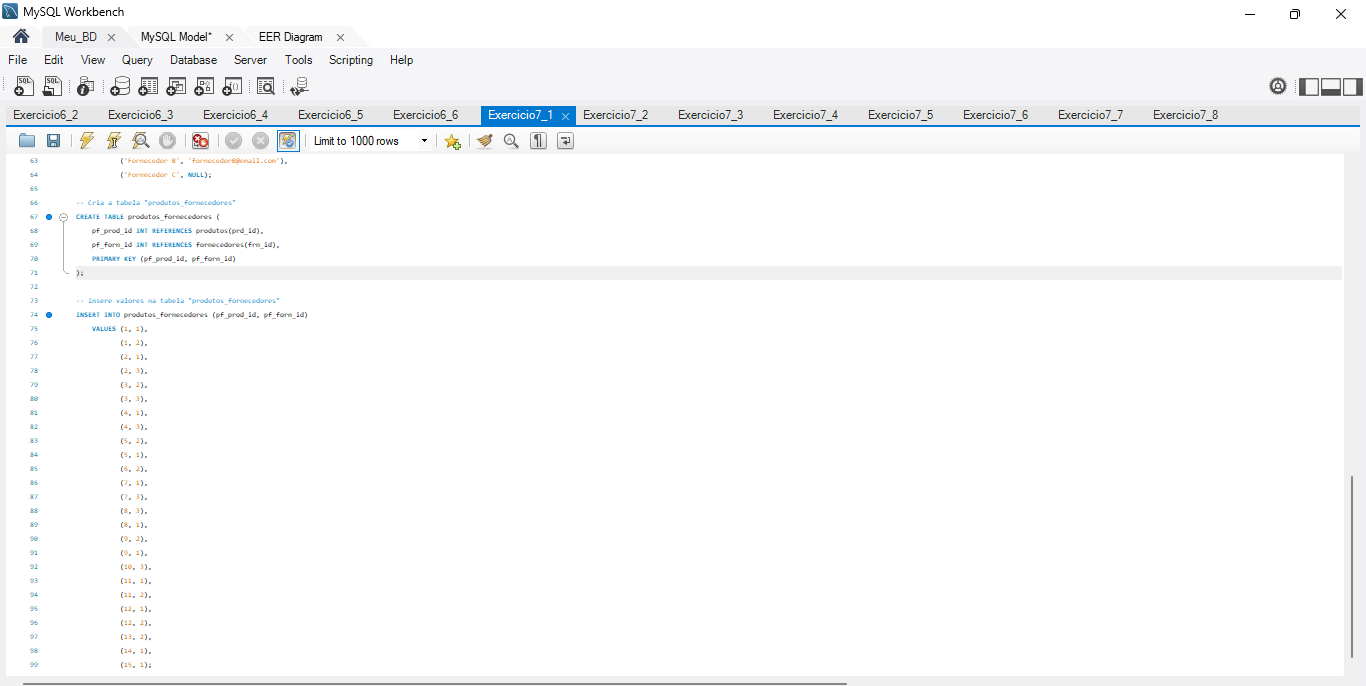 MySQL Workbench
Meu_BD
MySQL Model*
EER Diagram
File Edit View Query Database Server Tools Scripting Help
Exercicio6_2 Exercicio6_3 Exercicio6_4 Exercicio6_5 Exercicio6_6 Exercicio7_1 Exercicio7_2 Exercicio7_3 Exercicio7_4 Exercicio7_5 Exercicio7_6 Exercicio7_7 Exercicio7_8
Limit to 1000 rows
63 ('Fornecedor B', 'fornecedorB@email.com'),
64 ('Fornecedor C', NULL);
65
66 -- Cria a tabela "produtos_fornecedores"
67 CREATE TABLE produtos_fornecedores (
68 pf_prod_id INT REFERENCES produtos(prd_id),
69 pf_forn_id INT REFERENCES fornecedores(frn_id),
70 PRIMARY KEY (pf_prod_id, pf_forn_id)
71 );
72
73 -- Insere valores na tabela "produtos_fornecedores"
74 INSERT INTO produtos_fornecedores (pf_prod_id, pf_forn_id)
75 VALUES (1, 1),
76 (1, 2),
77 (2, 1),
78 (2, 3),
79 (3, 2),
80 (3, 3),
81 (4, 1),
82 (4, 3),
83 (5, 2),
84 (5, 1),
85 (6, 2),
86 (7, 1),
87 (7, 3),
88 (8, 3),
89 (8, 1),
90 (9, 2),
91 (9, 1),
92 (10, 3),
93 (11, 1),
94 (11, 2),
95 (12, 1),
96 (12, 2),
97 (13, 2),
98 (14, 1),
99 (15, 1);